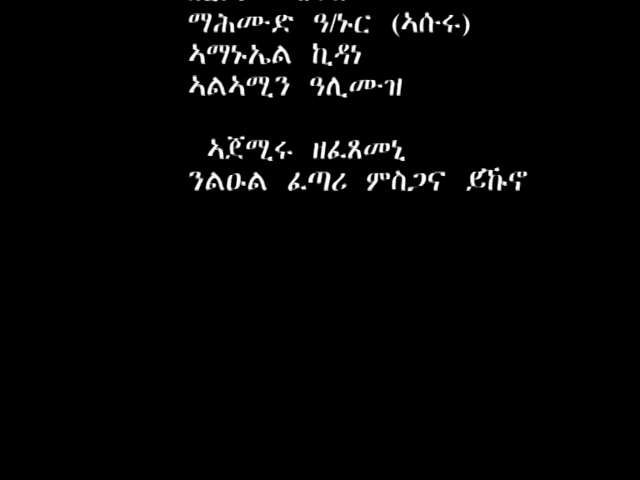 ማሕሙድ ዓ/ኑር (ኣሱሩ)
ኣማኑኤል ኪዳነ
ኣልኣሚን ዓሊሙዝ
ኣጀሚሩ ዘፈጸመኒ
ንልዑል ፈጣሪ ምስጋና ይኹኖ